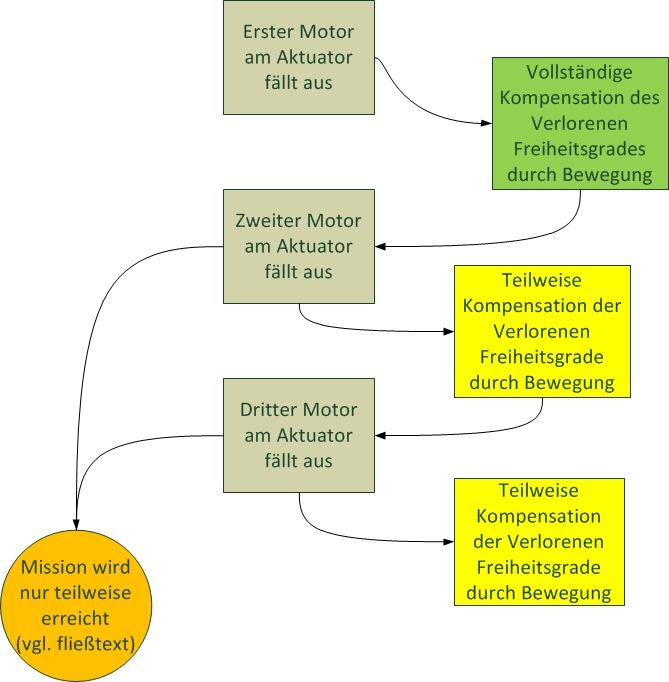 Erster Motor
am Aktuator
fällt aus
Vollständige
Kompensation des
Verlorenen
Freiheitsgrades
durch Bewegung
Zweiter Motor
am Aktuator
fällt aus
Teilweise
Kompensation der
Verlorenen
Freiheitsgrade
durch Bewegung
Dritter Motor
am Aktuator
fällt aus
Teilweise
Kompensation
der Verlorenen
Freiheitsgrade
durch Bewegung
Mission wird
nur teilweise
erreicht
(vgl. fließtext)